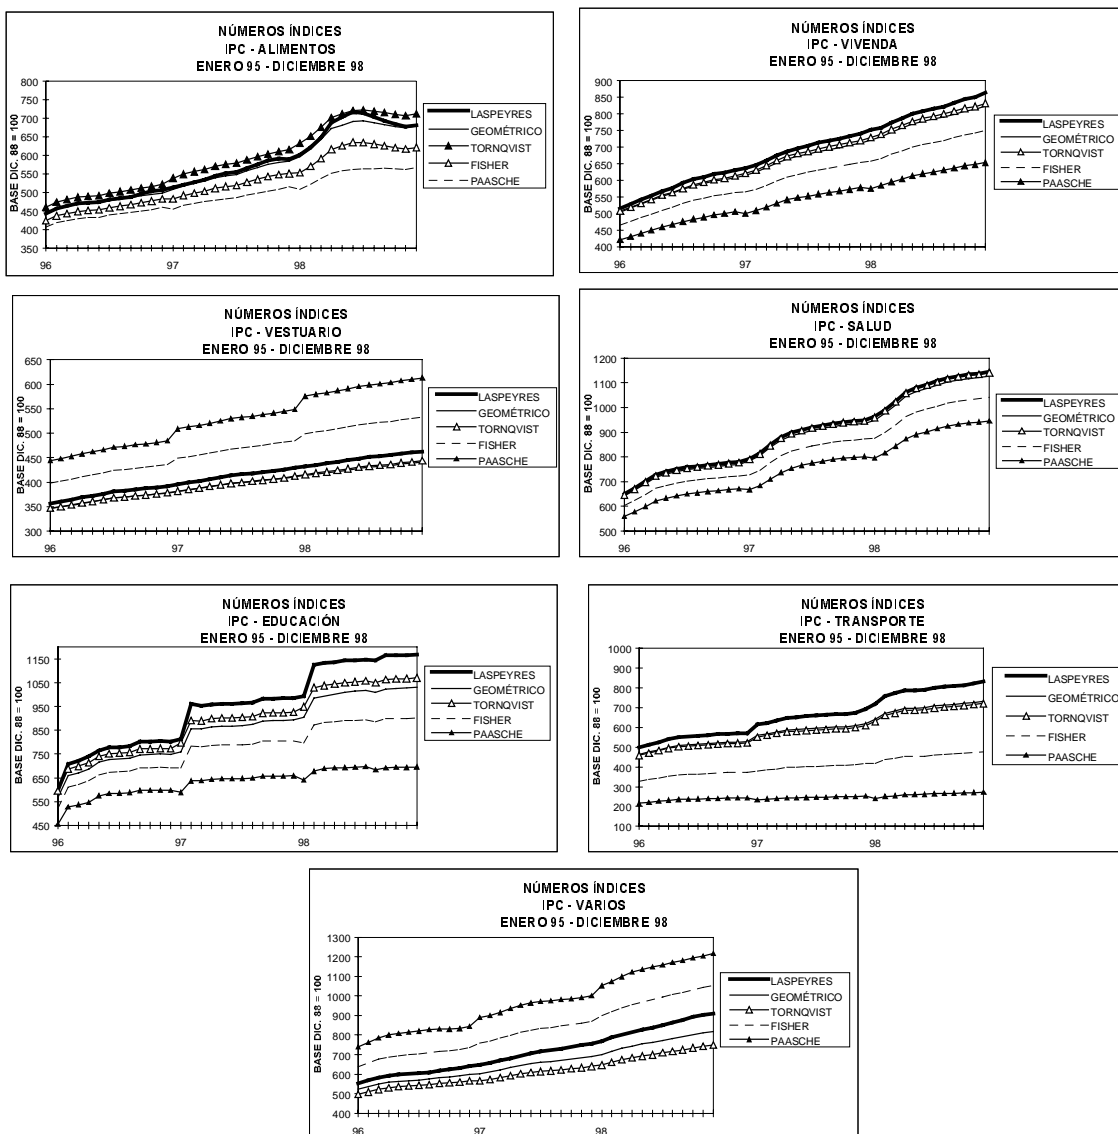 NÚMEROS ÍNDICES
IPC - ALIMENTOS
ENERO 95 - DICIEMBRE 98
BASE DIC. 88 = 100
800
750
700
650
600
550
500
450
400
350
96
97
98
LASPEYRES
GEOMÉTRICO
TORNQVIST
FISHER
PAASCHE
NÚMEROS ÍNDICES
IPC - VIVENDA
ENERO 95 - DICIEMBRE 98
BASE DIC. 88 = 100
900
850
800
750
700
650
600
550
500
450
400
96
97
98
LASPEYRES
GEOMÉTRICO
TORNQVIST
FISHER
PAASCHE
NÚMEROS ÍNDICES
IPC - VESTUARIO
ENERO 95 - DICIEMBRE 98
BASE DIC. 88 = 100
650
600
550
500
450
400
350
300
96
97
98
LASPEYRES
GEOMÉTRICO
TORNQVIST
FISHER
PAASCHE
NÚMEROS ÍNDICES
IPC - SALUD
ENERO 95 - DICIEMBRE 98
BASE DIC. 88 = 100
1200
1100
1000
900
800
700
600
500
96
97
98
LASPEYRES
GEOMÉTRICO
TORNQVIST
FISHER
PAASCHE
NÚMEROS ÍNDICES
IPC - EDUCACIÓN
ENERO 95 - DICIEMBRE 98
BASE DIC. 88 = 100
1150
1050
950
850
750
650
550
450
96
97
98
LASPEYRES
GEOMÉTRICO
TORNQVIST
FISHER
PAASCHE
NÚMEROS ÍNDICES
IPC - TRANSPORTE
ENERO 95 - DICIEMBRE 98
BASE DIC. 88 = 100
1000
900
800
700
600
500
400
300
200
100
96
97
98
LASPEYRES
GEOMÉTRICO
TORNQVIST
FISHER
PAASCHE
NÚMEROS ÍNDICES
IPC - VARIOS
ENERO 95 - DICIEMBRE 98
BASE DIC. 88 = 100
1300
1200
1100
1000
900
800
700
600
500
400
96
97
98
LASPEYRES
GEOMÉTRICO
TORNQVIST
FISHER
PAASCHE